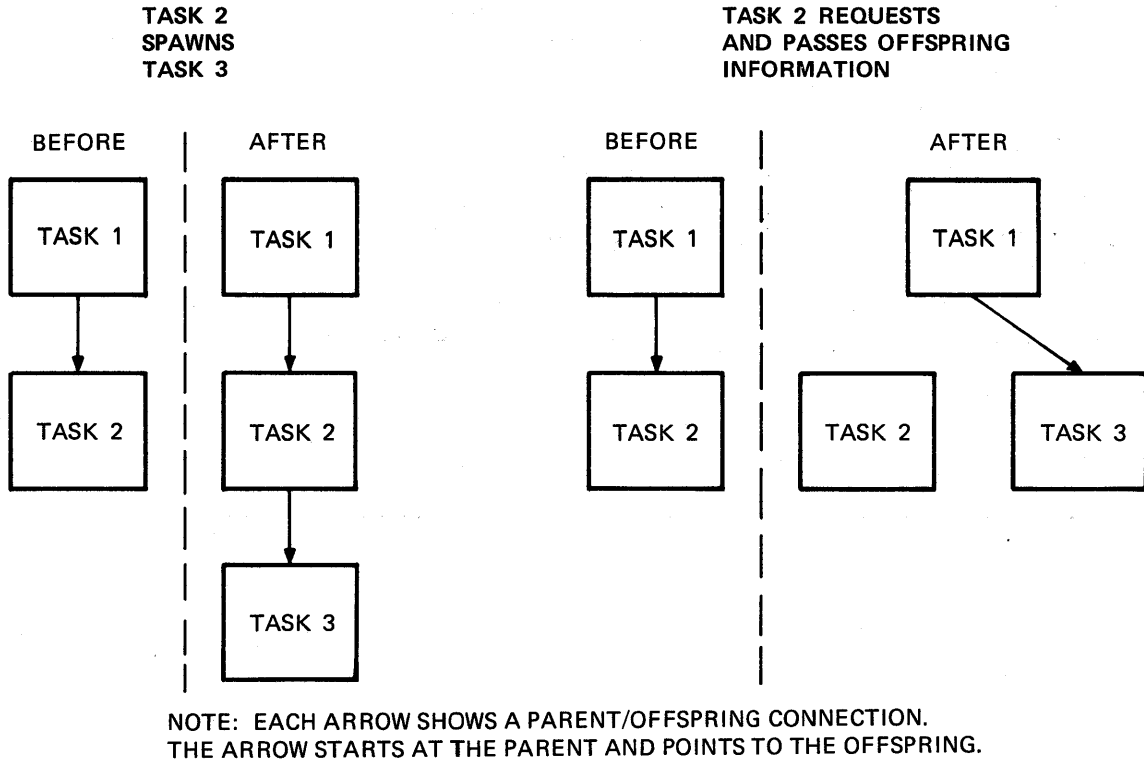 TASK 2
SPAWNS
TASK 3
BEFORE
AFTER
TASK 1
TASK 1
TASK 2
TASK 2
TASK 3
TASK 2 REQUESTS
AND PASSES OFFSPRING
INFORMATION
BEFORE
AFTER
TASK 1
TASK 1
TASK 2
TASK 2
TASK 3
NOTE: EACH ARROW SHOWS A PARENT/OFFSPRING CONNECTION.
THE ARROW STARTS AT THE PARENT AND POINTS TO THE OFFSPRING.